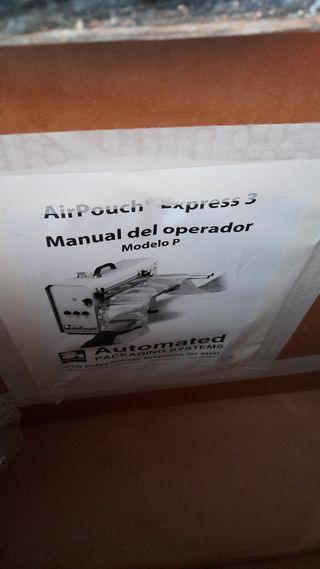 AirPouch® Express 3
Manual del operador
Modelo P
AirPouch
Automated
PACKAGING SYSTEMS